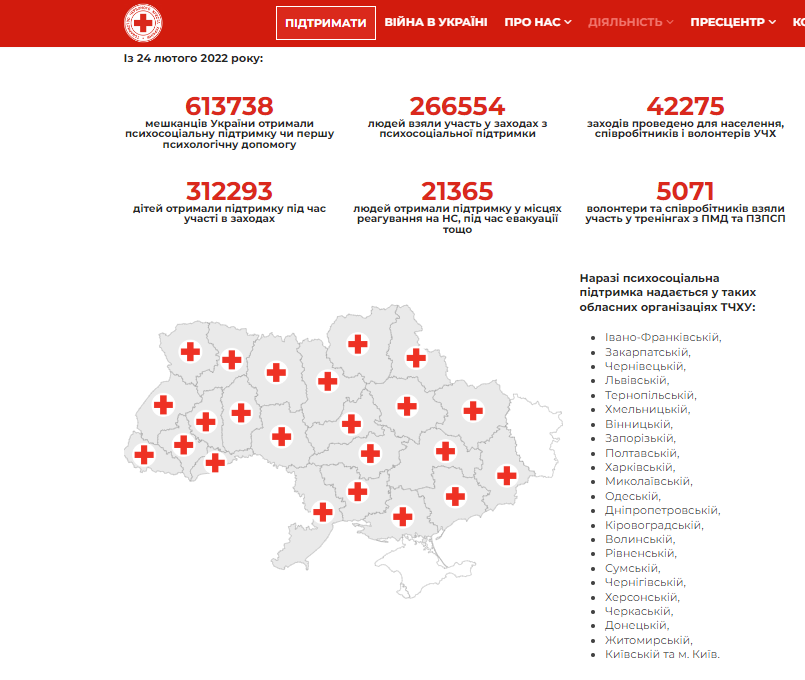 ПІДТРИМАТИ
ВІЙНА В УКРАЇНІ
ПРО НАС
ДІЯЛЬНІСТЬ
ПРЕСЦЕНТР
КО
Із 24 лютого 2022 року:
613738
мешканців України отримали
психосоціальну підтримку чи першу
психологічну допомогу
266554
людей взяли участь у заходах з
психосоціальної підтримки
42275
заходів проведено для населення,
співробітників і волонтерів УЧХ
312293
дітей отримали підтримку під час
участі в заходах
21365
людей отримали підтримку у місцях
реагування на НС, під час евакуації
тощо
5071
волонтери та співробітників взяли
участь у тренінгах з ПМД та ПЗПСП
Наразі психосоціальна
підтримка надається у таких
обласних організаціях ТЧХУ:
Івано-Франківській,
Закарпатській,
Чернівецькій,
Львівській,
Тернопільській,
Хмельницькій,
Вінницькій,
Запорізькій,
Полтавській,
Харківській,
Миколаївській,
Одеській,
Дніпропетровській,
Кіровоградській,
Волинській,
Рівненській,
Сумській,
Чернігівській,
Херсонській,
Черкаській,
Донецькій,
Житомирській,
Київській та м. Київ.